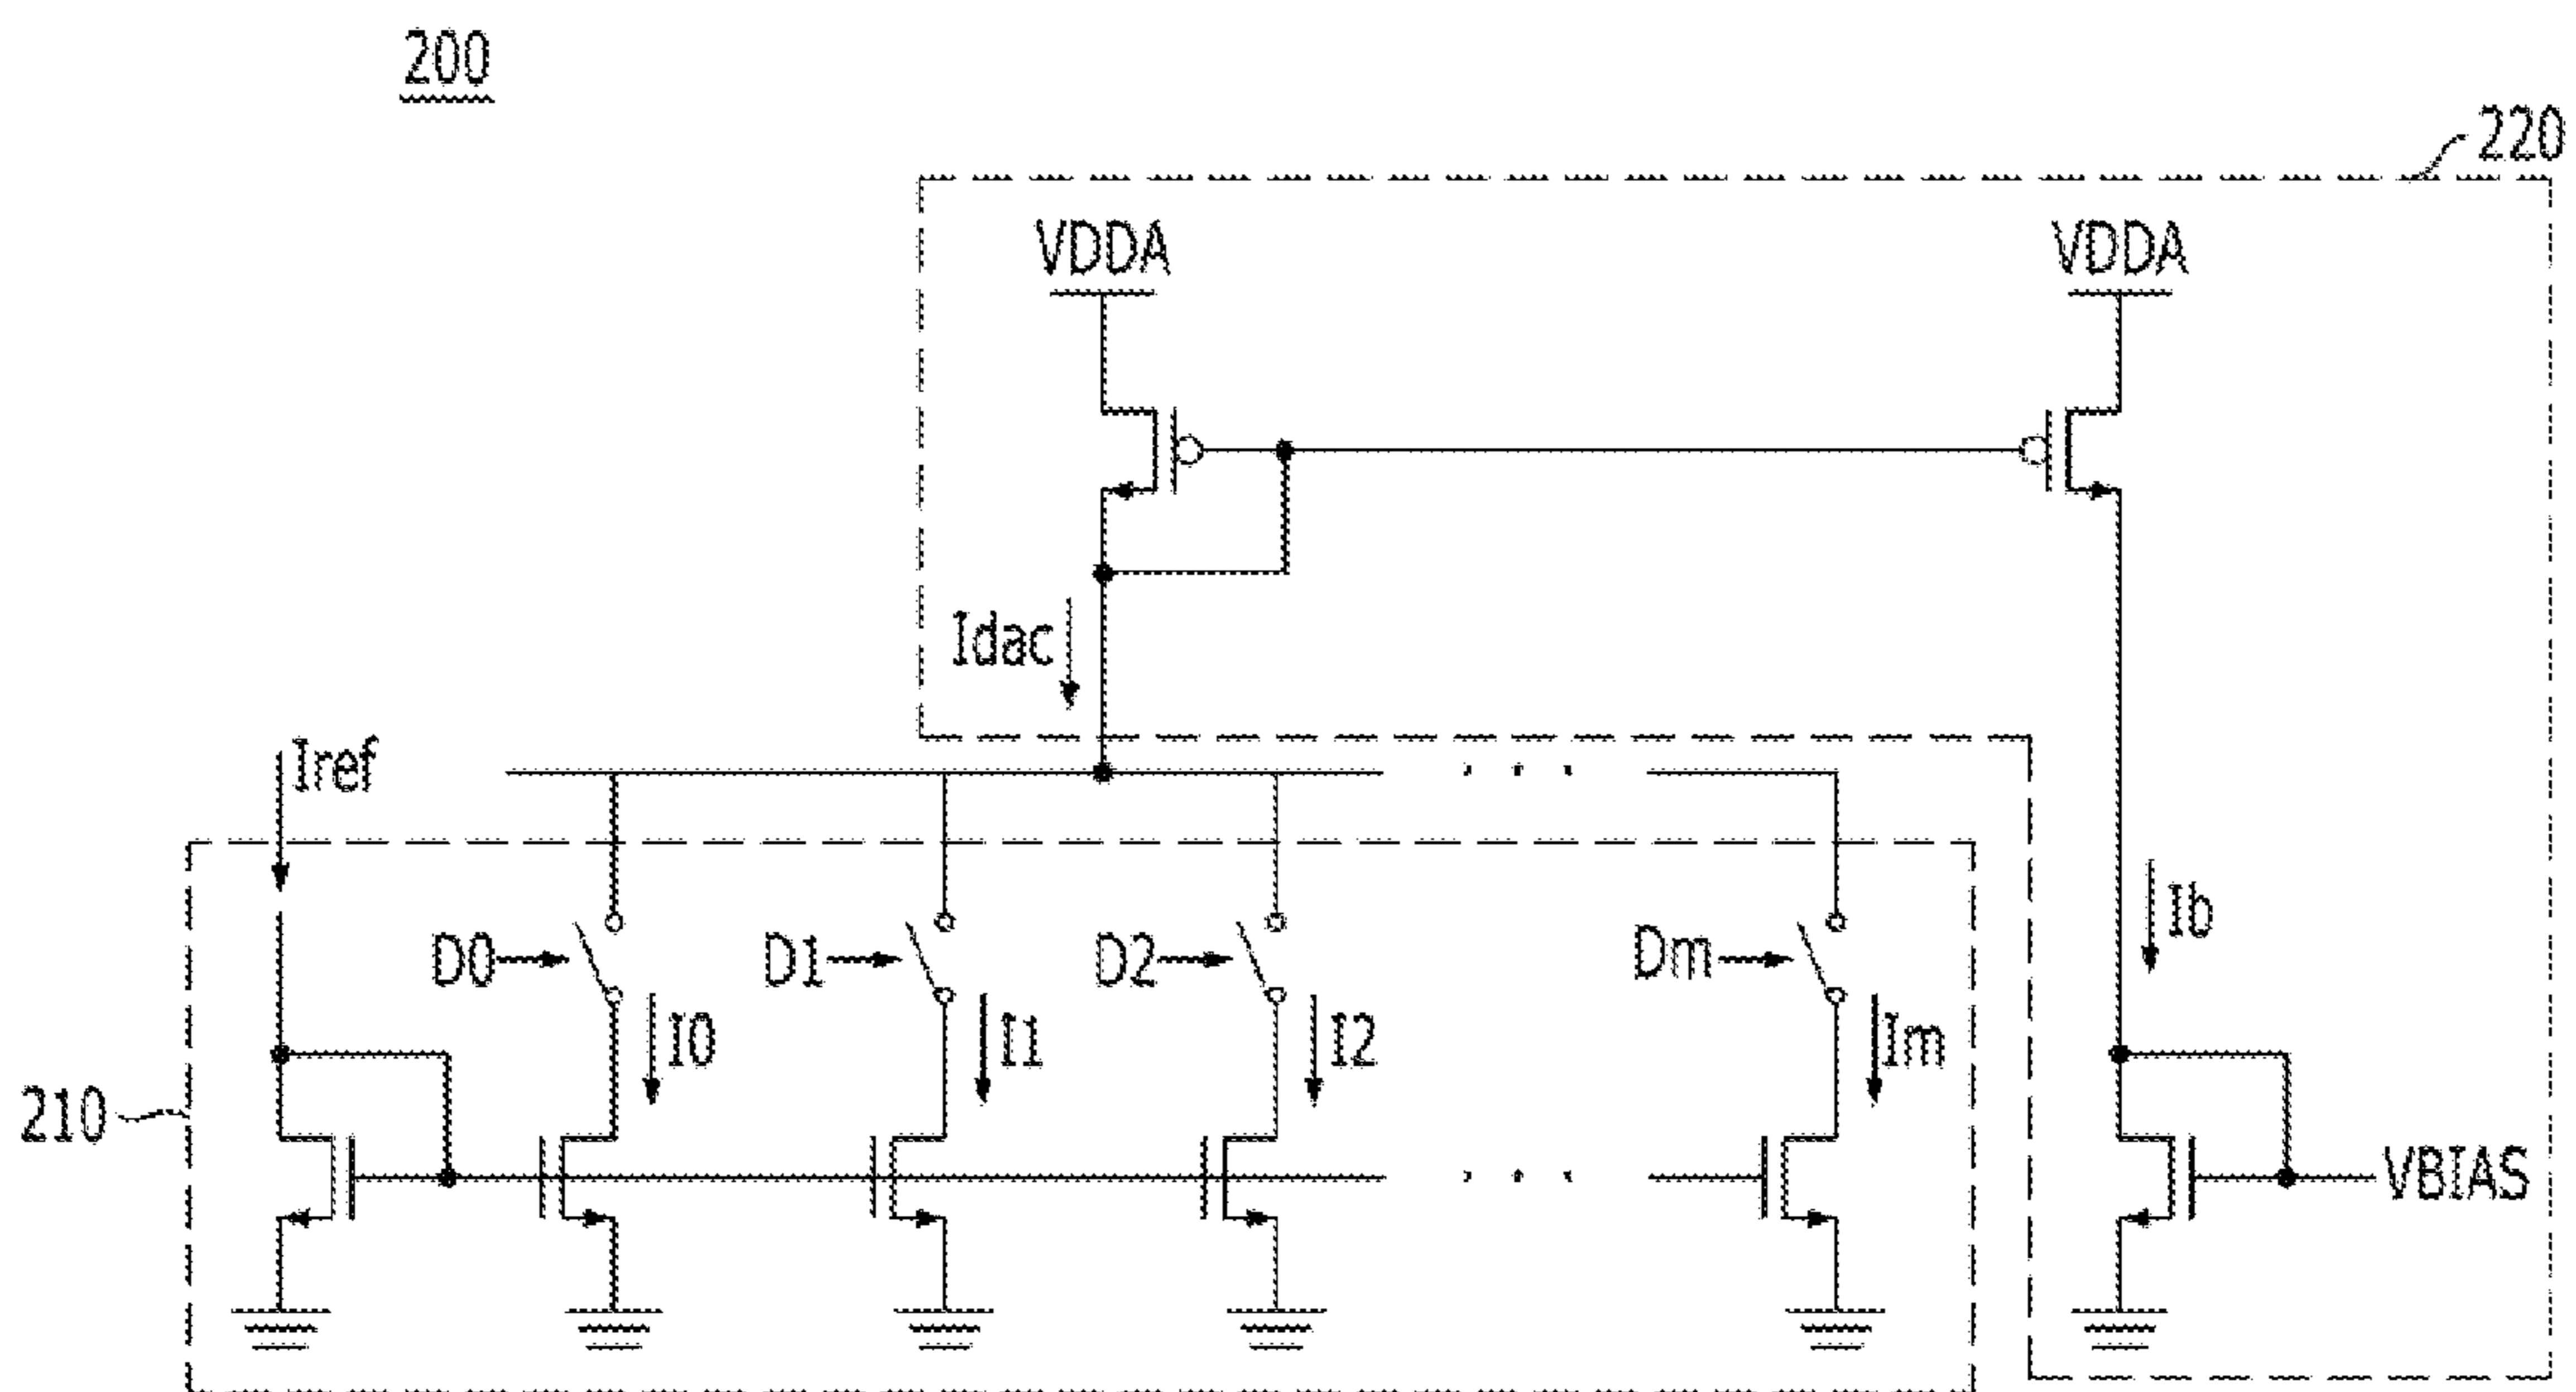 200
220
VDDA VDDA
Idac
Iref
D0 D1 D2 Dm
Ib
I0 I1 I2 Im
210
VBIAS